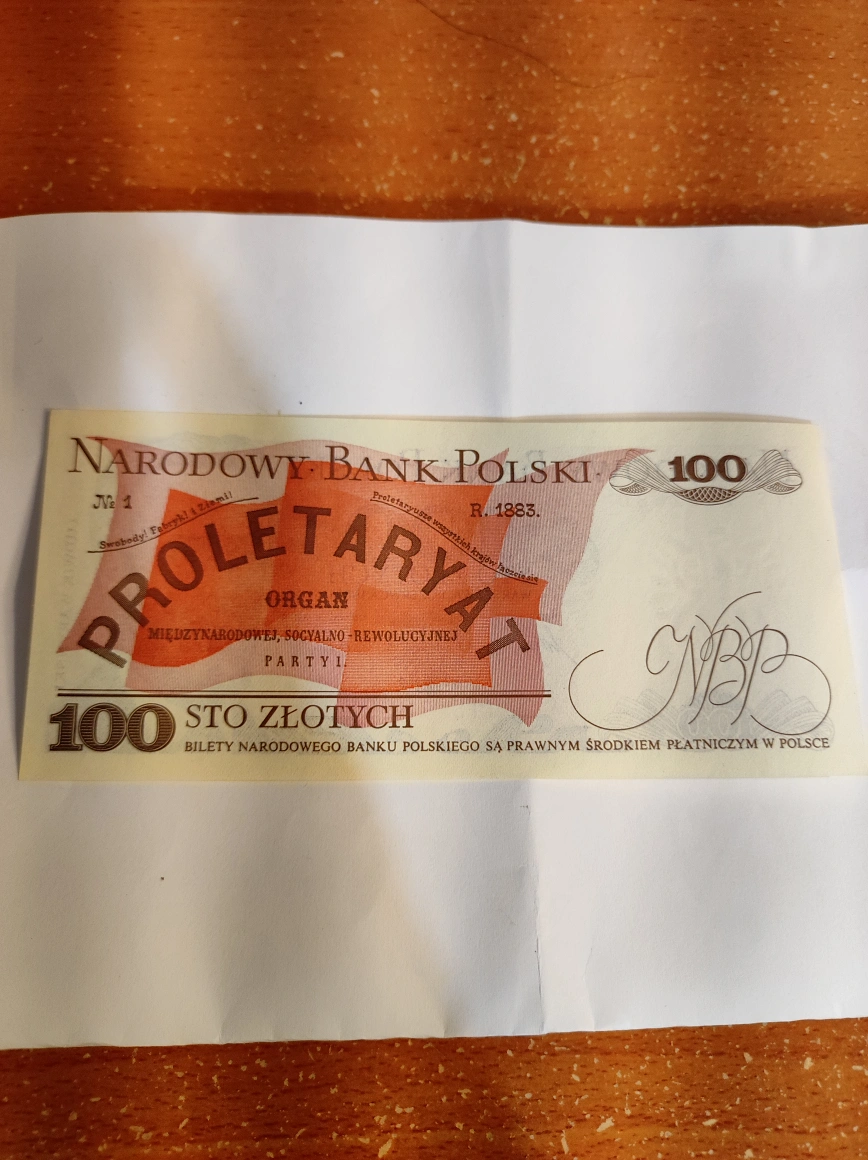 NARODOWY·BANK POLSKI·
100
№ 1
R. 1883.
Swobody! Fabryk! i Ziemi!
Proletaryusze wszystkich krajów łączcie się
PROLETARYAT
ORGAN
MIĘDZYNARODOWEJ, SOCYALNO-REWOLUCYJNEJ
PARTYI.
NBP
100 STO ZŁOTYCH
BILETY NARODOWEGO BANKU POLSKIEGO SĄ PRAWNYM ŚRODKIEM PŁATNICZYM W POLSCE